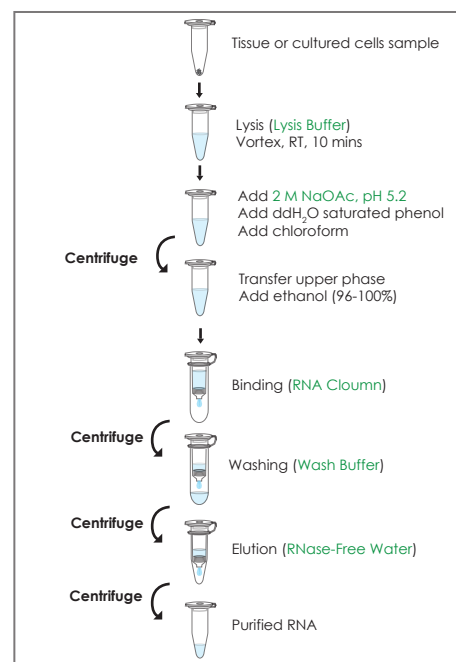 Tissue or cultured cells sample
Lysis (Lysis Buffer)
Vortex, RT, 10 mins
Add 2 M NaOAc, pH 5.2
Add ddH₂O saturated phenol
Add chloroform
Centrifuge
Transfer upper phase
Add ethanol (96-100%)
Binding (RNA Cloumn)
Centrifuge
Washing (Wash Buffer)
Centrifuge
Elution (RNase-Free Water)
Centrifuge
Purified RNA